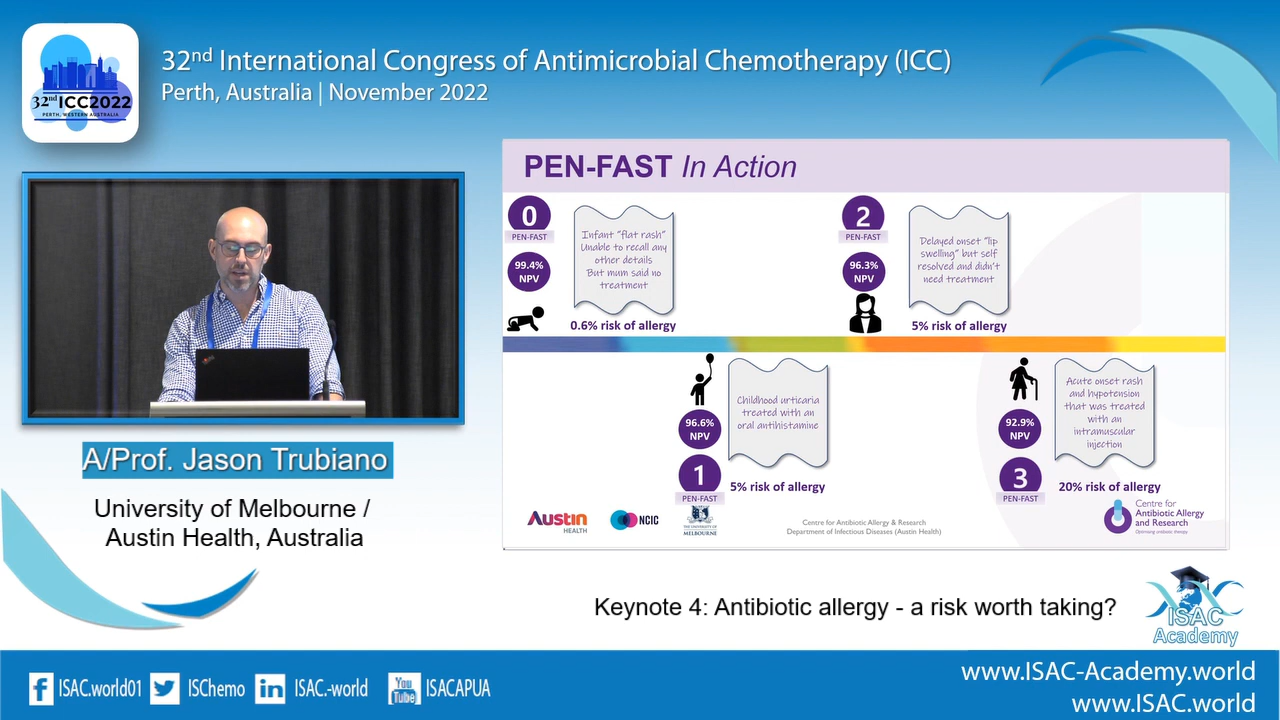 32nd International Congress of Antimicrobial Chemotherapy (ICC)
Perth, Australia | November 2022
32nd ICC2022
PERTH, WESTERN AUSTRALIA
PEN-FAST In Action
0
PEN-FAST
99.4%
NPV
Infant "flat rash"
Unable to recall any
other details
But mum said no
treatment
0.6% risk of allergy
2
PEN-FAST
96.3%
NPV
Delayed onset "lip
swelling" but self
resolved and didn't
need treatment
5% risk of allergy
96.6%
NPV
1
PEN-FAST
Childhood urticaria
treated with an
oral antihistamine
5% risk of allergy
92.9%
NPV
3
PEN-FAST
Acute onset rash
and hypotension
that was treated
with an
intramuscular
injection
20% risk of allergy
Austin
HEALTH
NCIC
THE UNIVERSITY OF
MELBOURNE
Centre for Antibiotic Allergy & Research
Department of Infectious Diseases (Austin Health)
Centre for
Antibiotic Allergy
and Research
Optimising antibiotic therapy
A/Prof. Jason Trubiano
University of Melbourne /
Austin Health, Australia
Keynote 4: Antibiotic allergy - a risk worth taking?
ISAC
Academy
ISAC.world01
ISChemo
ISAC.-world
You
Tube
ISACAPUA
www.ISAC-Academy.world
www.ISAC.world